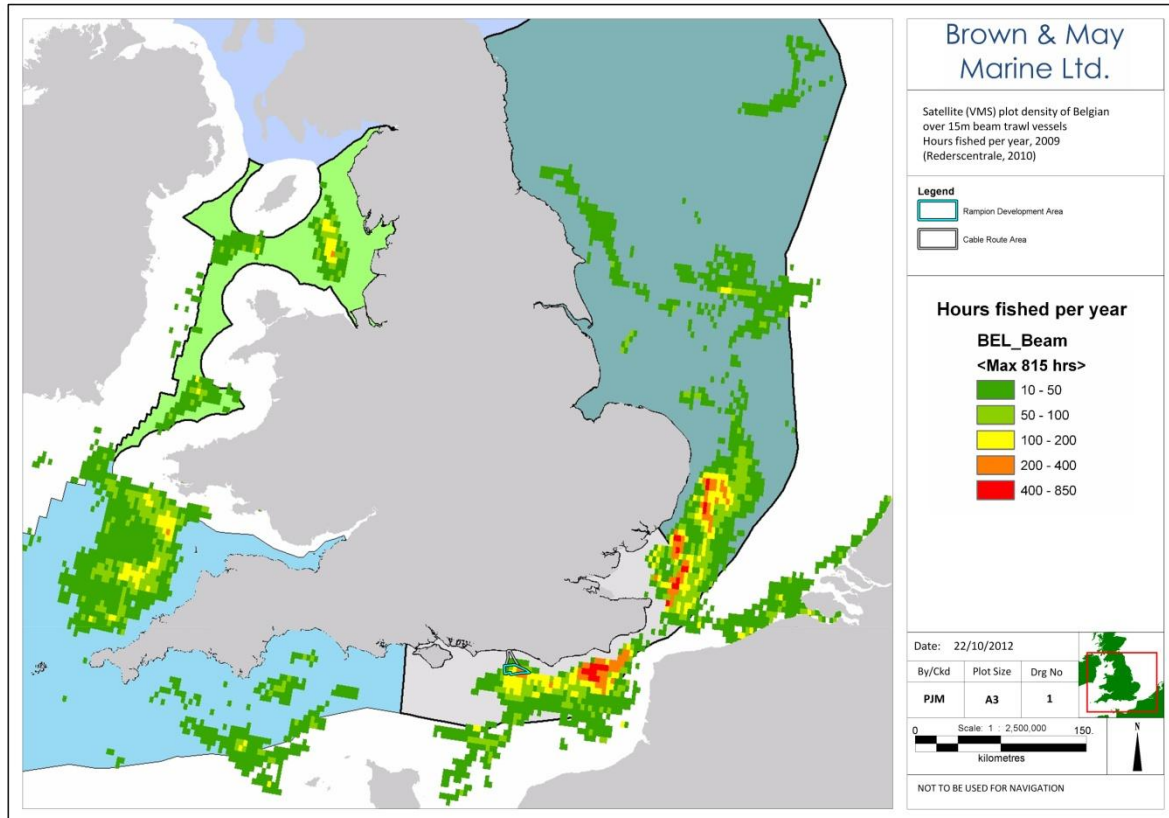 Brown & May
Marine Ltd.
Satellite (VMS) plot density of Belgian
over 15m beam trawl vessels
Hours fished per year, 2009
(Rederscentrale, 2010)
Legend
Rampion Development Area
Cable Route Area
Hours fished per year
BEL_Beam
<Max 815 hrs>
10 - 50
50 - 100
100 - 200
200 - 400
400 - 850
Date: 22/10/2012
By/Ckd Plot Size Drg No
PJM A3 1
Scale: 1 : 2,500,000
0 150.
kilometres
N
NOT TO BE USED FOR NAVIGATION